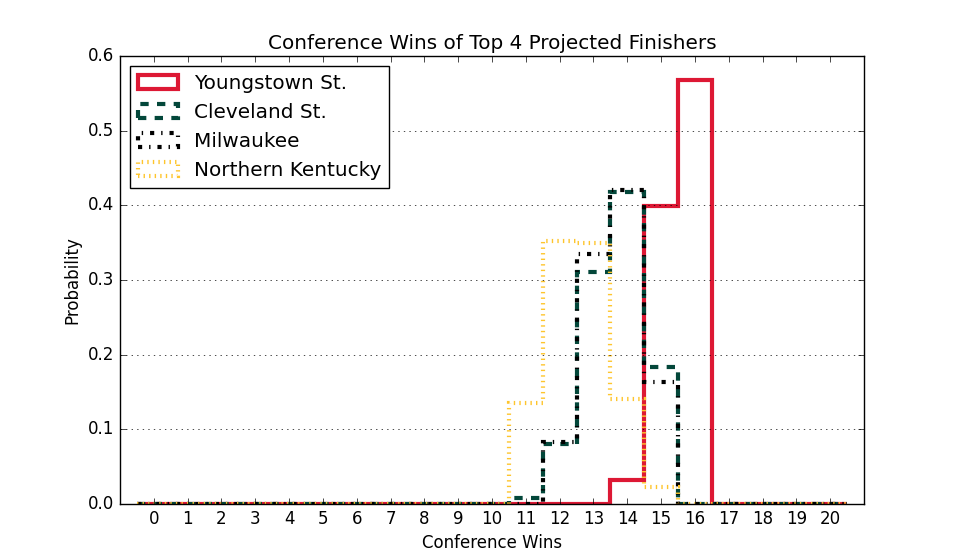 Conference Wins of Top 4 Projected Finishers
0.6
0.5
0.4
0.3
0.2
0.1
0.0
Probability
Youngstown St.
Cleveland St.
Milwaukee
Northern Kentucky
0 1 2 3 4 5 6 7 8 9 10 11 12 13 14 15 16 17 18 19 20
Conference Wins